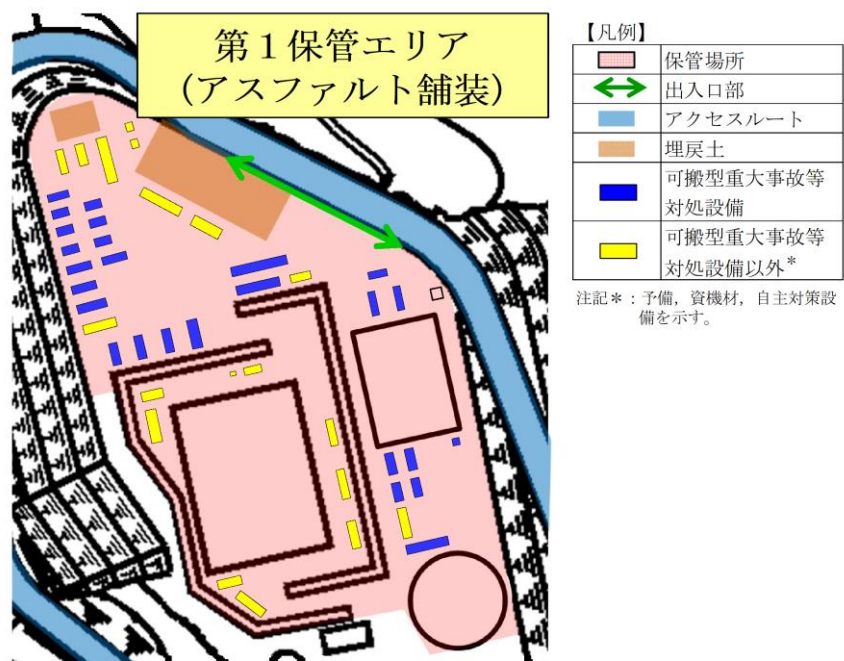 第１保管エリア
(アスファルト舗装)
【凡例】
保管場所
出入口部
アクセスルート
埋戻土
可搬型重大事故等
対処設備
可搬型重大事故等
対処設備以外*
注記＊：予備，資機材，自主対策設
備を示す。